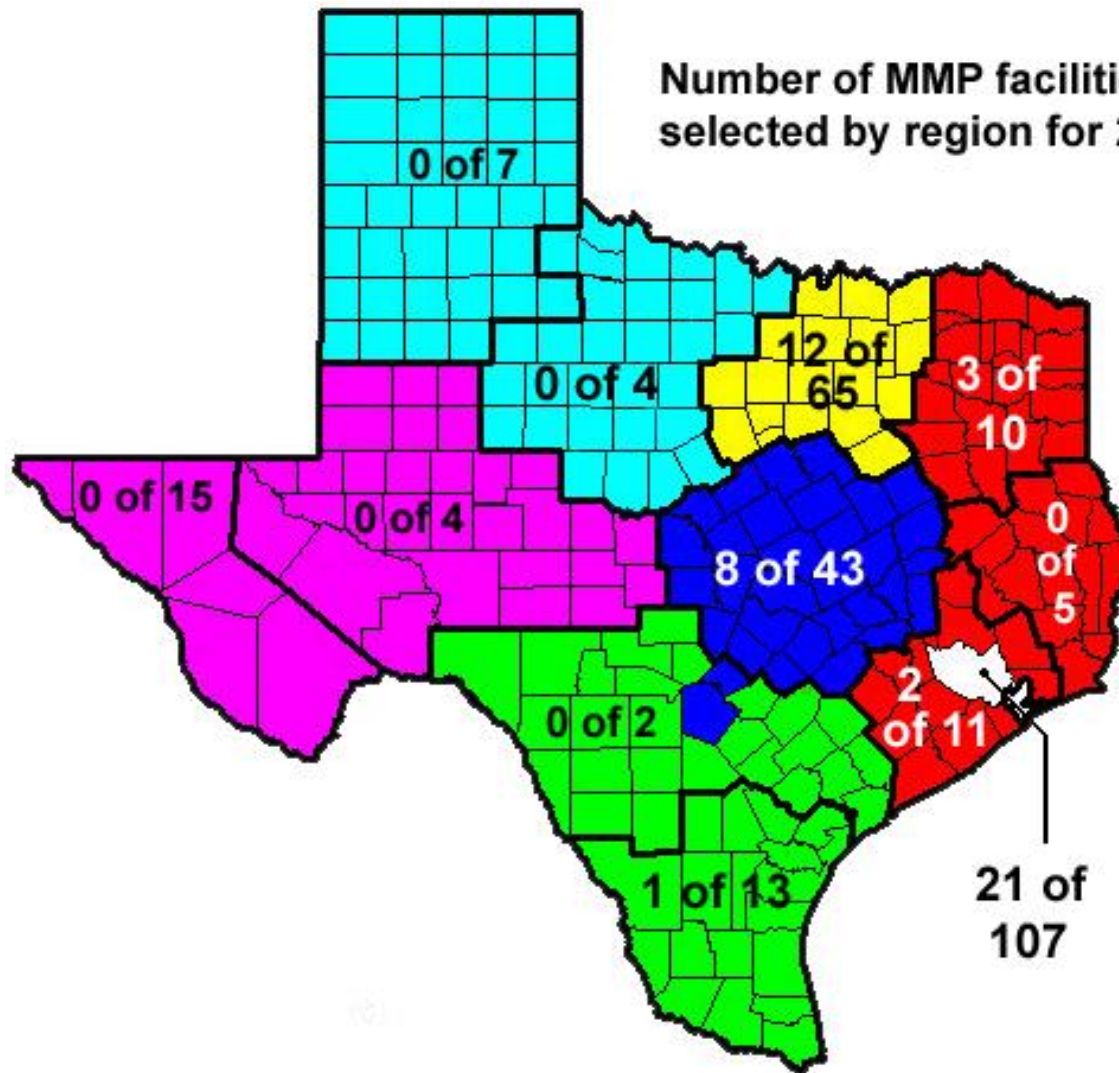 Number of MMP faciliti
selected by region for 2
0 of 7
12 of
65
3 of
10
0 of 4
0 of 15
0 of 4
8 of 43
0
of
5
2
of 11
0 of 2
1 of 13
21 of
107